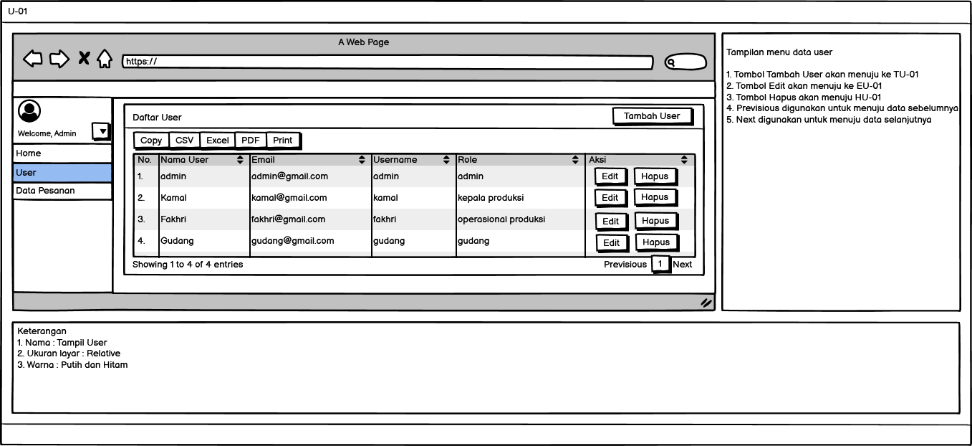 U-01
A Web Page
https://
Welcome, Admin
Home
User
Data Pesanan
Daftar User
Tambah User
Copy CSV Excel PDF Print
No. Nama User Email Username Role Aksi
1. admin admin@gmail.com admin admin Edit Hapus
2. Kamal kamal@gmail.com kamal kepala produksi Edit Hapus
3. Fakhri fakhri@gmail.com fakhri operasional produksi Edit Hapus
4. Gudang gudang@gmail.com gudang gudang Edit Hapus
Showing 1 to 4 of 4 entries
Previsious 1 Next
Tampilan menu data user
1. Tombol Tambah User akan menuju ke TU-01
2. Tombol Edit akan menuju ke EU-01
3. Tombol Hapus akan menuju HU-01
4. Previsious digunakan untuk menuju data sebelumnya
5. Next digunakan untuk menuju data selanjutnya
Keterangan
1. Nama : Tampil User
2. Ukuran layar : Relative
3. Warna : Putih dan Hitam